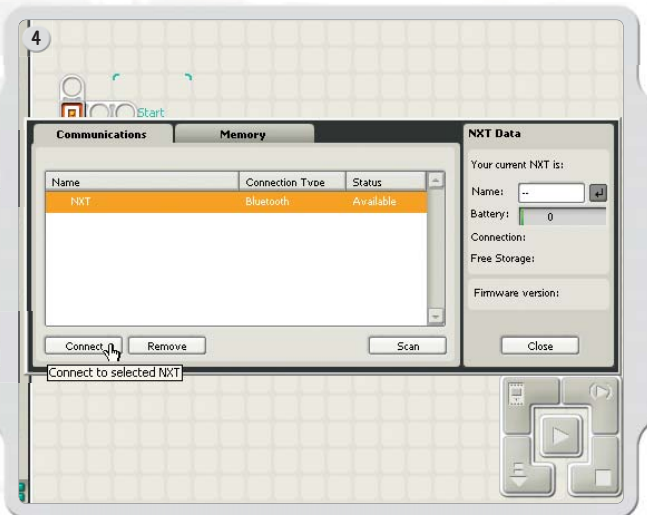 4
Start
Communications
Memory
Name Connection Type Status
NXT Bluetooth Available
Connect Remove Scan
Connect to selected NXT
NXT Data
Your current NXT is:
Name: --
Battery: 0
Connection:
Free Storage:
Firmware version:
Close